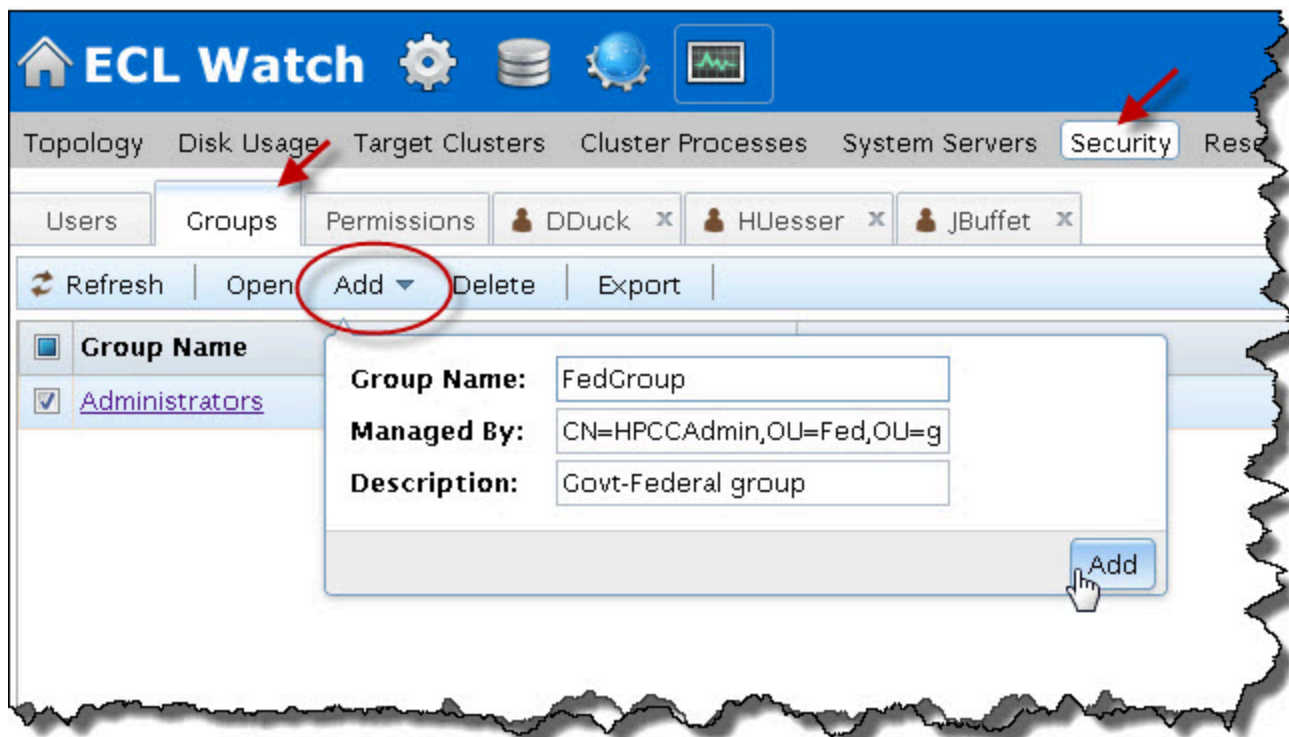 ECL Watch
Topology Disk Usage Target Clusters Cluster Processes System Servers Security Rese
Users Groups Permissions DDuck x HUesser x JBuffet x
Refresh Open Add Delete Export
Group Name
Administrators
Group Name: FedGroup
Managed By: CN=HPCCAdmin,OU=Fed,OU=g
Description: Govt-Federal group
Add